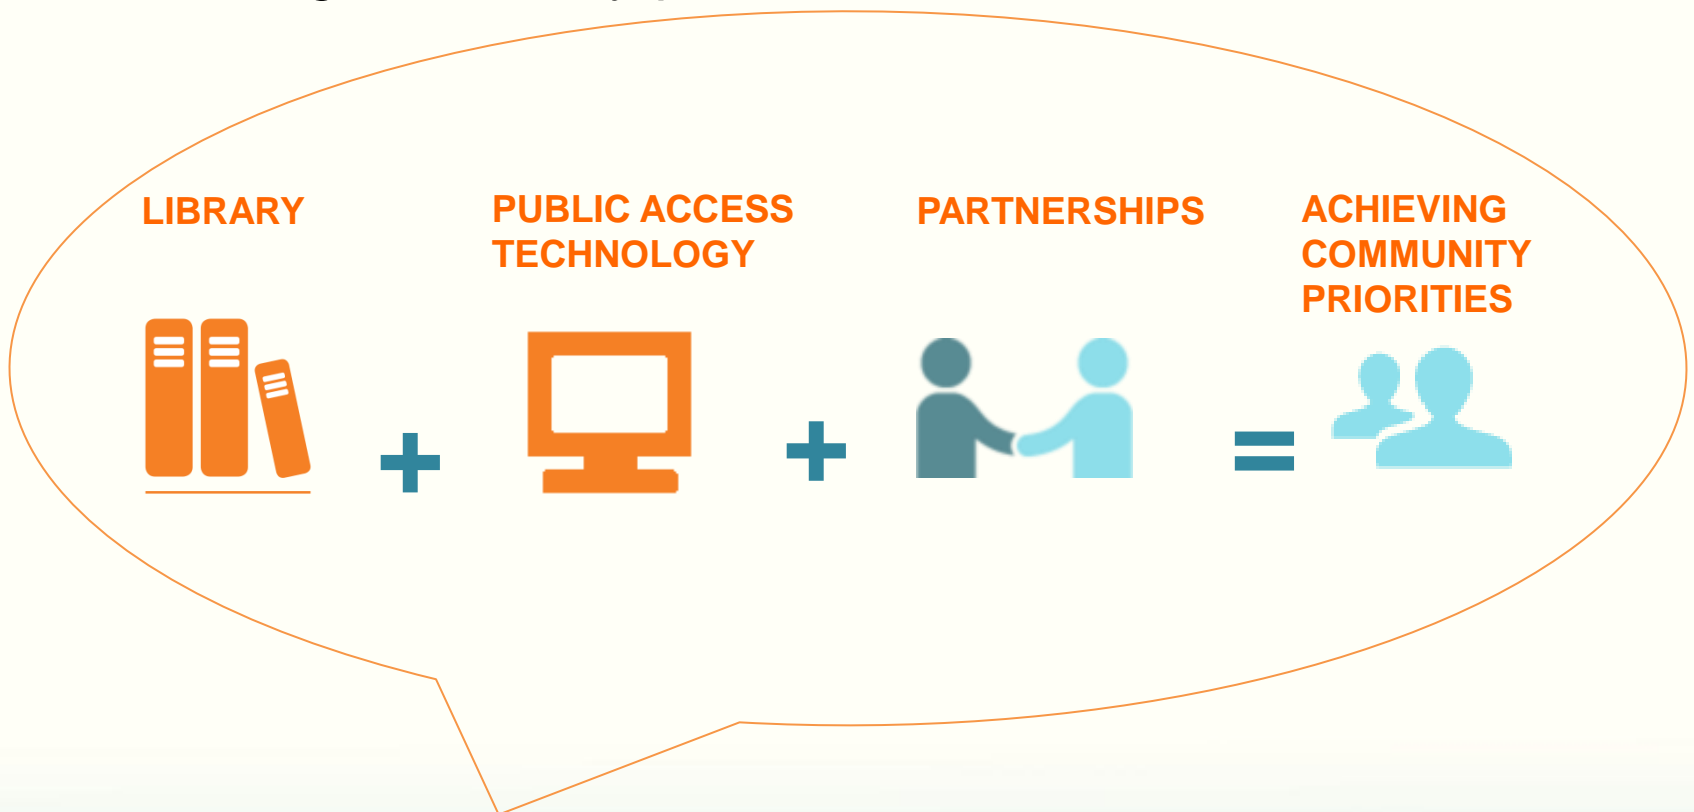 LIBRARY
PUBLIC ACCESS
TECHNOLOGY
+
PARTNERSHIPS
+
=
ACHIEVING
COMMUNITY
PRIORITIES